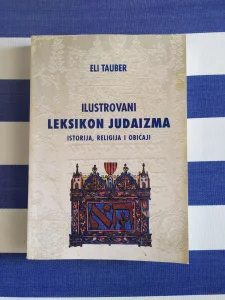 ELI TAUBER
ILUSTROVANI
LEKSIKON JUDAIZMA
ISTORIJA, RELIGIJA I OBIČAJI